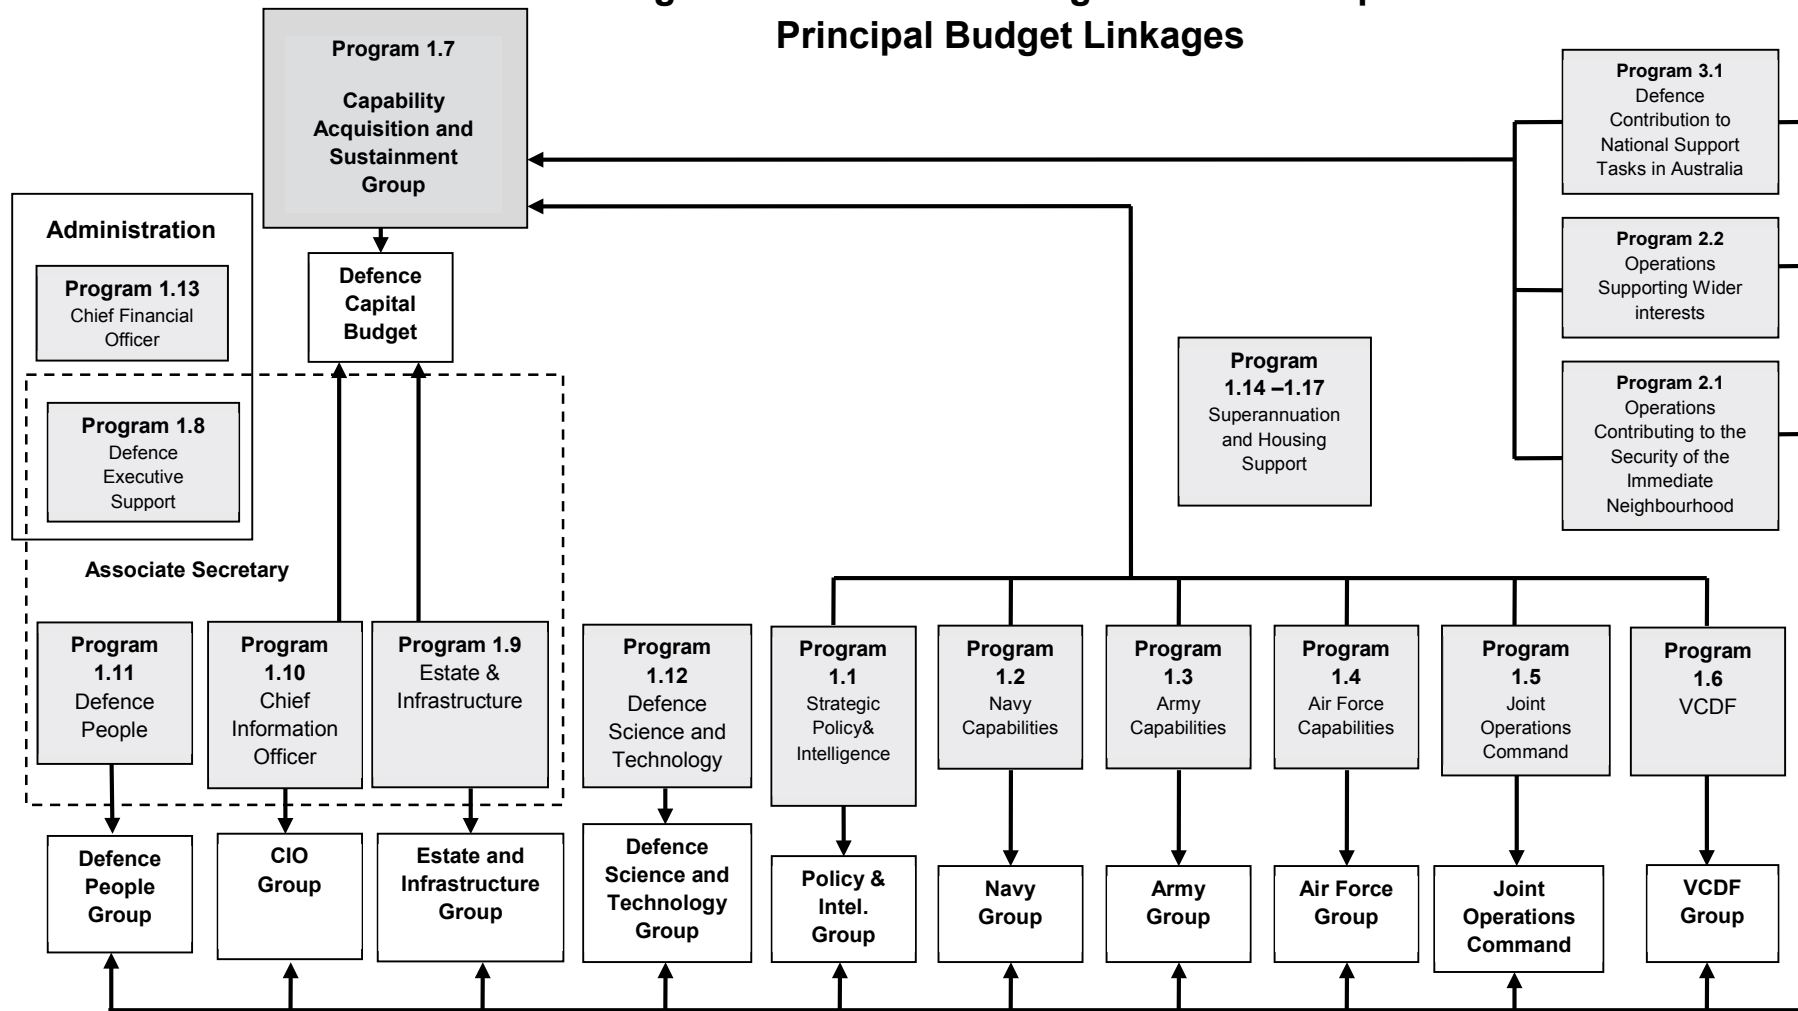 Principal Budget Linkages
Program 1.7
Capability
Acquisition and
Sustainment
Group
Program 3.1
Defence
Contribution to
National Support
Tasks in Australia
Administration
Program 1.13
Chief Financial
Officer
Defence
Capital
Budget
Program 2.2
Operations
Supporting Wider
interests
Program
1.14 –1.17
Superannuation
and Housing
Support
Program 2.1
Operations
Contributing to the
Security of the
Immediate
Neighbourhood
Program 1.8
Defence
Executive
Support
Associate Secretary
Program
1.11
Defence
People
Program
1.10
Chief
Information
Officer
Program 1.9
Estate &
Infrastructure
Program
1.12
Defence
Science and
Technology
Program
1.1
Strategic
Policy&
Intelligence
Program
1.2
Navy
Capabilities
Program
1.3
Army
Capabilities
Program
1.4
Air Force
Capabilities
Program
1.5
Joint
Operations
Command
Program
1.6
VCDF
Defence
People
Group
CIO
Group
Estate and
Infrastructure
Group
Defence
Science and
Technology
Group
Policy &
Intel.
Group
Navy
Group
Army
Group
Air Force
Group
Joint
Operations
Command
VCDF
Group